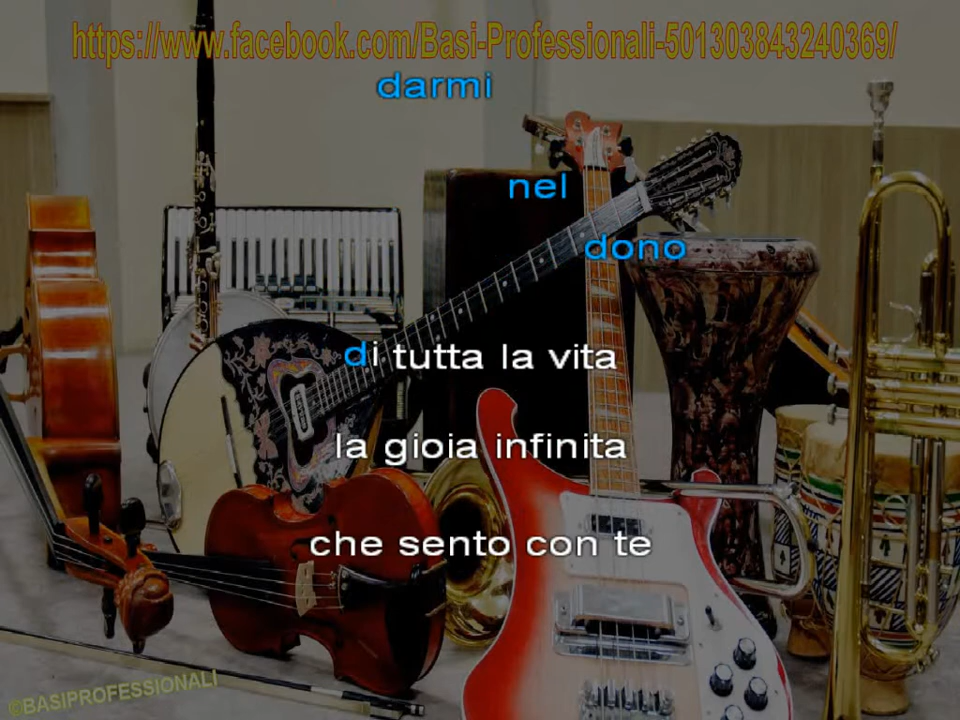 https://www.facebook.com/Basi-Professionali-501303843240369/
darmi
nel
dono
di tutta la vita
la gioia infinita
che sento con te
©BASIPROFESSIONALI